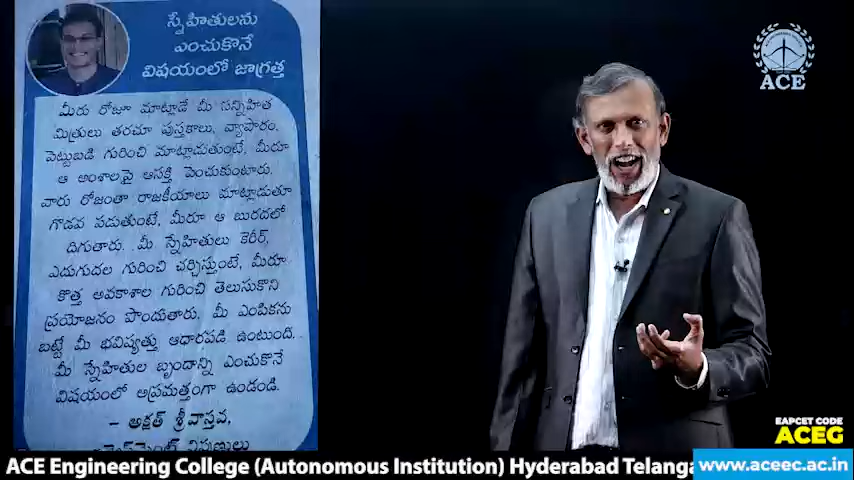 స్నేహితులను
ఎంచుకొనే
విషయంలో జాగ్రత్త
మీరు రోజూ మాట్లాడే మీ సన్నిహిత
మిత్రులు తరచూ పుస్తకాలు, వ్యాపారం,
పెట్టుబడి గురించి మాట్లాడుతుంటే, మీరూ
ఆ అంశాలపై ఆసక్తి పెంచుకుంటారు.
వారు రోజంతా రాజకీయాలు మాట్లాడుతూ
గొడవ పడుతుంటే, మీరూ ఆ బురదలో
దిగుతారు. మీ స్నేహితులు కెరీర్,
ఎదుగుదల గురించి చర్చిస్తుంటే, మీరూ
కొత్త అవకాశాల గురించి తెలుసుకొని
ప్రయోజనం పొందుతారు. మీ ఎంపికను
బట్టే మీ భవిష్యత్తు ఆధారపడి ఉంటుంది.
మీ స్నేహితుల బృందాన్ని ఎంచుకొనే
విషయంలో అప్రమత్తంగా ఉండండి.
– అక్షత్ శ్రీవాస్తవ,
నిపుణులు
ACE
EAPCET CODE
ACEG
ACE Engineering College (Autonomous Institution) Hyderabad Telanga
www.aceec.ac.in